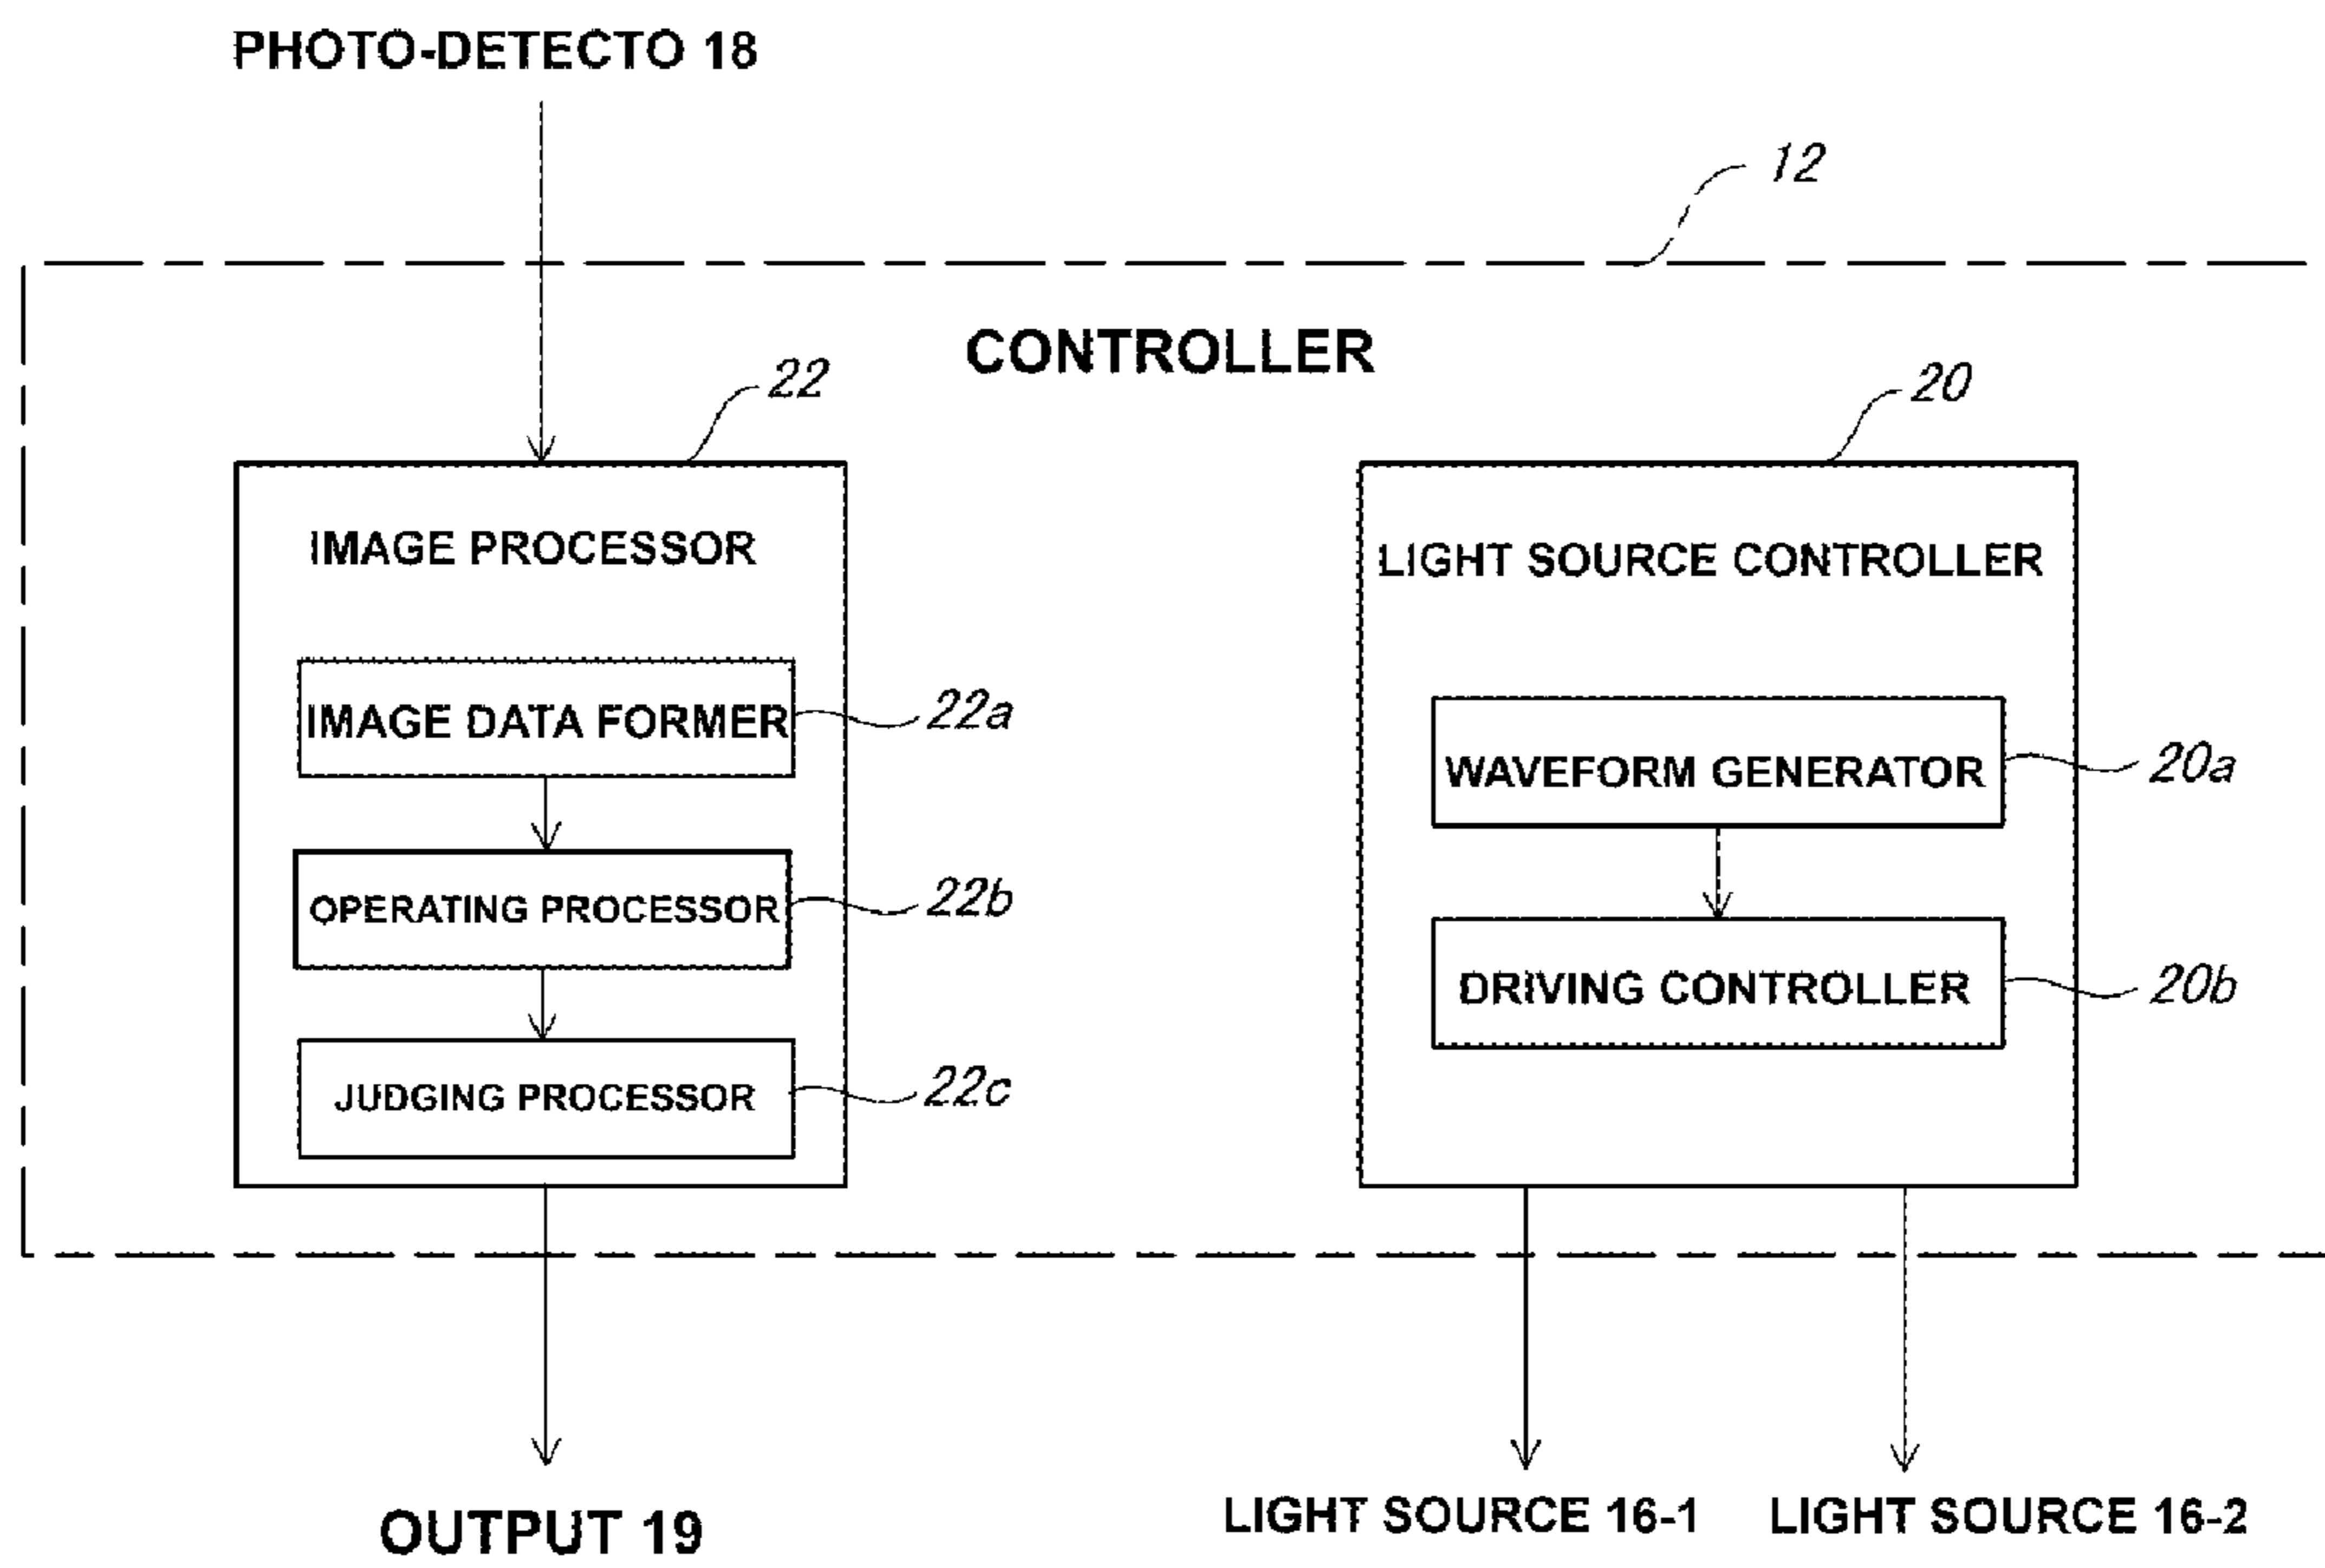 PHOTO-DETECTO 18
12
CONTROLLER
22
20
IMAGE PROCESSOR
LIGHT SOURCE CONTROLLER
IMAGE DATA FORMER
22a
WAVEFORM GENERATOR
20a
OPERATING PROCESSOR
22b
DRIVING CONTROLLER
20b
JUDGING PROCESSOR
22c
OUTPUT 19
LIGHT SOURCE 16-1
LIGHT SOURCE 16-2